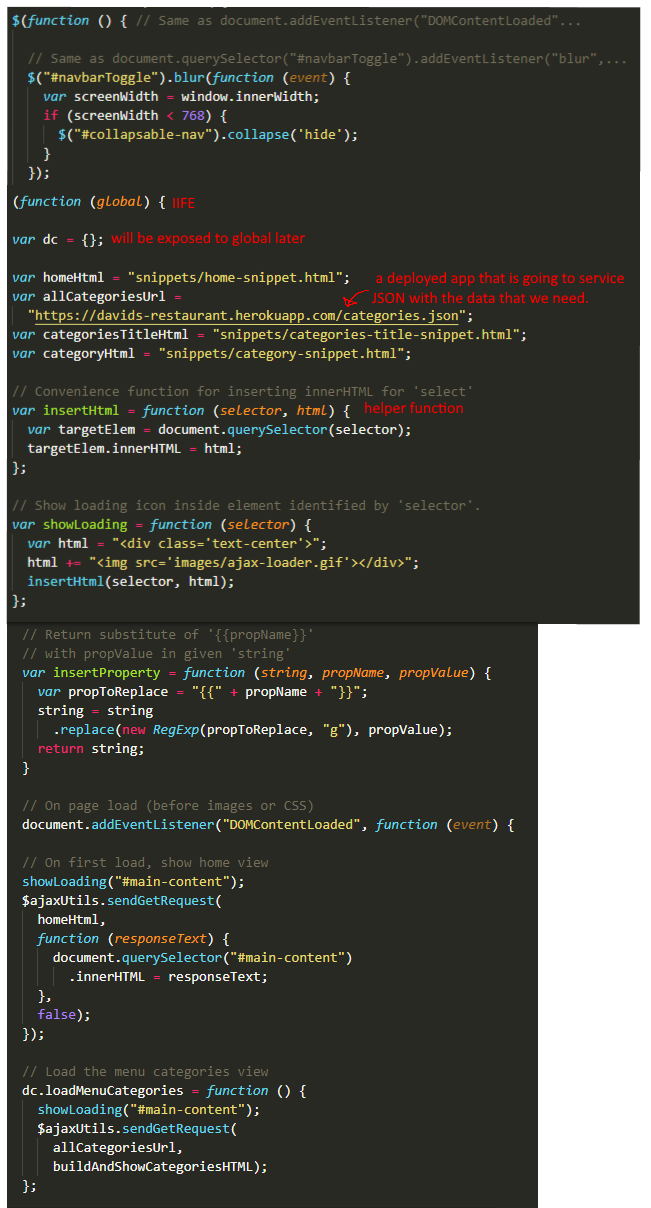 $(function () { // Same as document.addEventListener("DOMContentLoaded"...
// Same as document.querySelector("#navbarToggle").addEventListener("blur",...
$("#navbarToggle").blur(function (event) {
var screenWidth = window.innerWidth;
if (screenWidth < 768) {
$("#collapsable-nav").collapse('hide');
}
});
(function (global) { IIFE
var dc = {}; will be exposed to global later
var homeHtml = "snippets/home-snippet.html"; a deployed app that is going to service
var allCategoriesUrl = JSON with the data that we need.
"https://davids-restaurant.herokuapp.com/categories.json";
var categoriesTitleHtml = "snippets/categories-title-snippet.html";
var categoryHtml = "snippets/category-snippet.html";
// Convenience function for inserting innerHTML for 'select'
var insertHtml = function (selector, html) { helper function
var targetElem = document.querySelector(selector);
targetElem.innerHTML = html;
};
// Show loading icon inside element identified by 'selector'.
var showLoading = function (selector) {
var html = "<div class='text-center'>";
html += "<img src='images/ajax-loader.gif'></div>";
insertHtml(selector, html);
};
// Return substitute of '{{propName}}'
// with propValue in given 'string'
var insertProperty = function (string, propName, propValue) {
var propToReplace = "{{" + propName + "}}";
string = string
.replace(new RegExp(propToReplace, "g"), propValue);
return string;
}
// On page load (before images or CSS)
document.addEventListener("DOMContentLoaded", function (event) {
// On first load, show home view
showLoading("#main-content");
$ajaxUtils.sendGetRequest(
homeHtml,
function (responseText) {
document.querySelector("#main-content")
.innerHTML = responseText;
},
false);
});
// Load the menu categories view
dc.loadMenuCategories = function () {
showLoading("#main-content");
$ajaxUtils.sendGetRequest(
allCategoriesUrl,
buildAndShowCategoriesHTML);
};